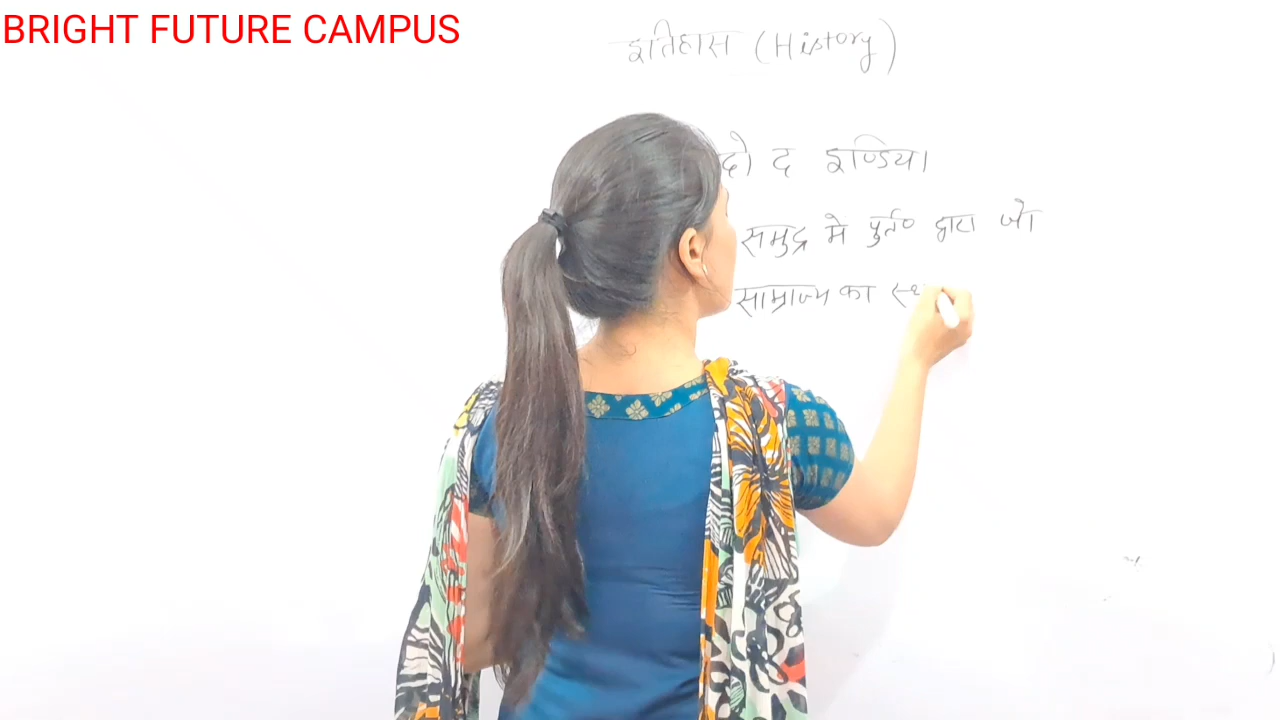 BRIGHT FUTURE CAMPUS
इतिहास (History)
द इण्डिया
समुद्र मे पुर्त० द्वारा जो
साम्राज्य का